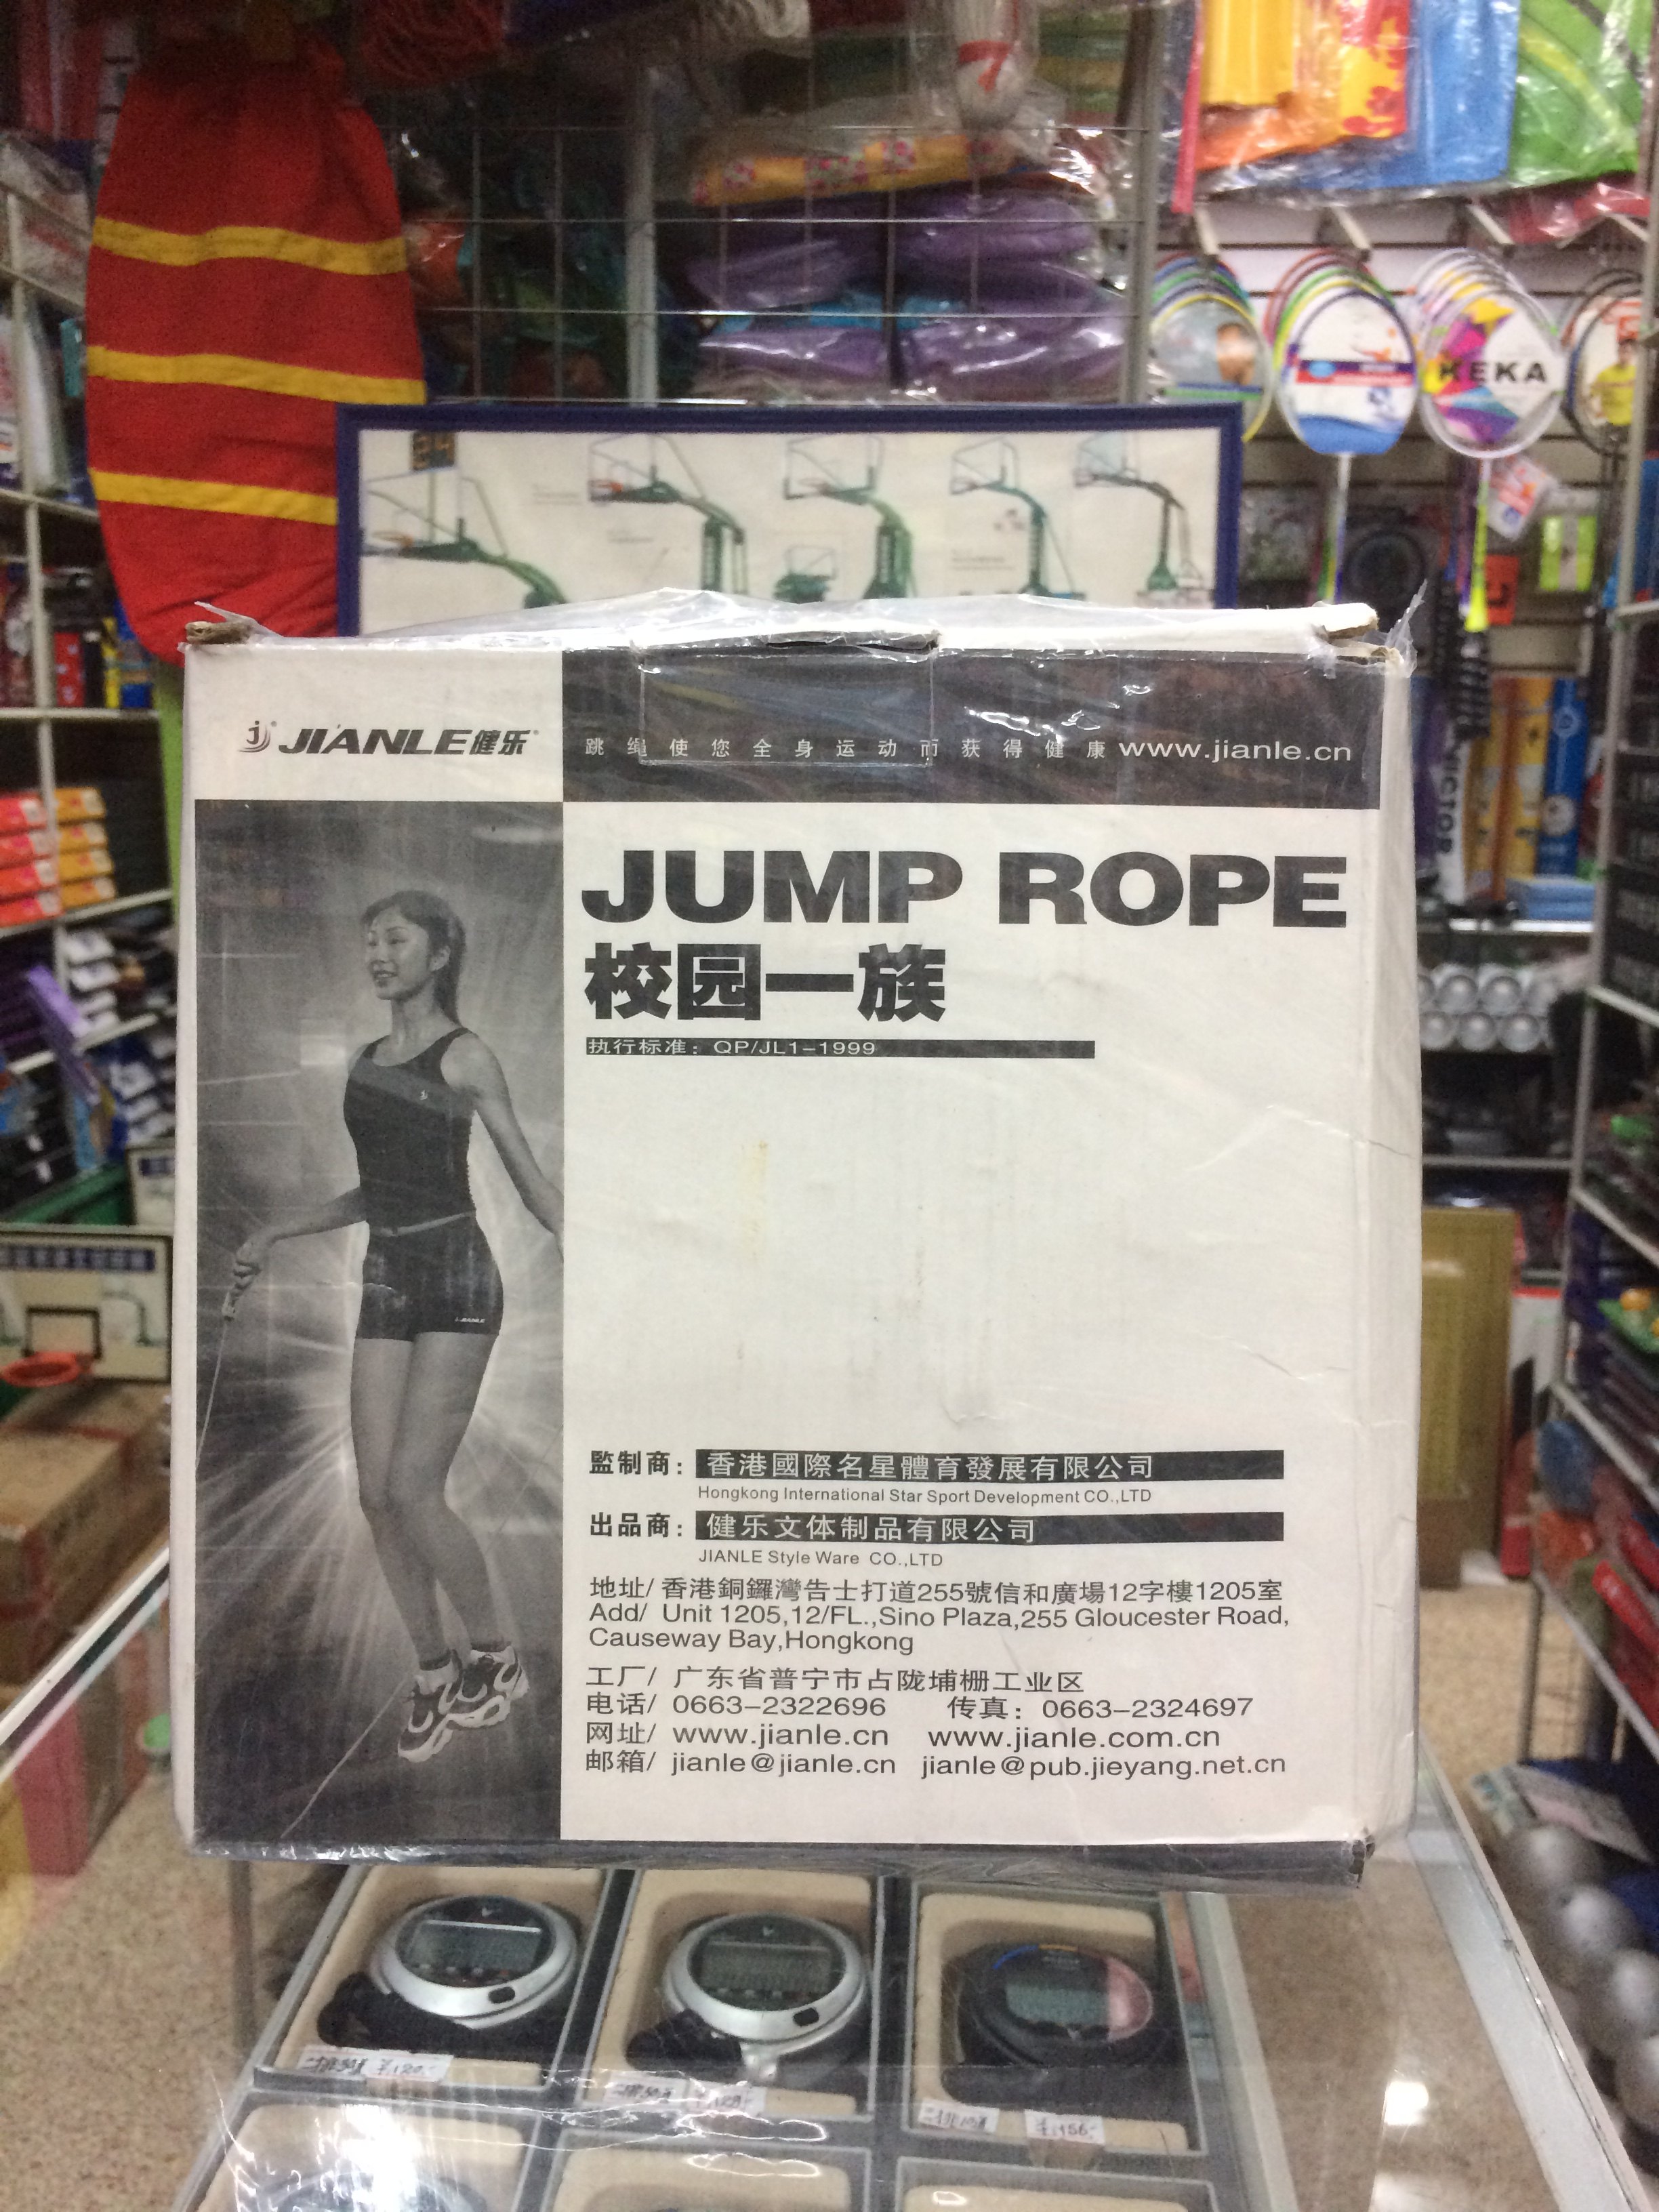 KEKA
VICTOR
24
JIANLE健乐®
跳绳使您全身运动而获得健康 www.jianle.cn
JUMP ROPE
校园一族
执行标准：QP/JL1-1999
JIANLE
監制商：香港國際名星體育發展有限公司
Hongkong International Star Sport Development CO.,LTD
出品商：健乐文体制品有限公司
JIANLE Style Ware CO.,LTD
地址/ 香港銅鑼灣告士打道255號信和廣場12字樓1205室
Add/ Unit 1205,12/FL.,Sino Plaza,255 Gloucester Road,
Causeway Bay,Hongkong
工厂/ 广东省普宁市占陇埔栅工业区
电话/ 0663-2322696 传真：0663-2324697
网址/ www.jianle.cn www.jianle.com.cn
邮箱/ jianle@jianle.cn jianle@pub.jieyang.net.cn
¥120.-